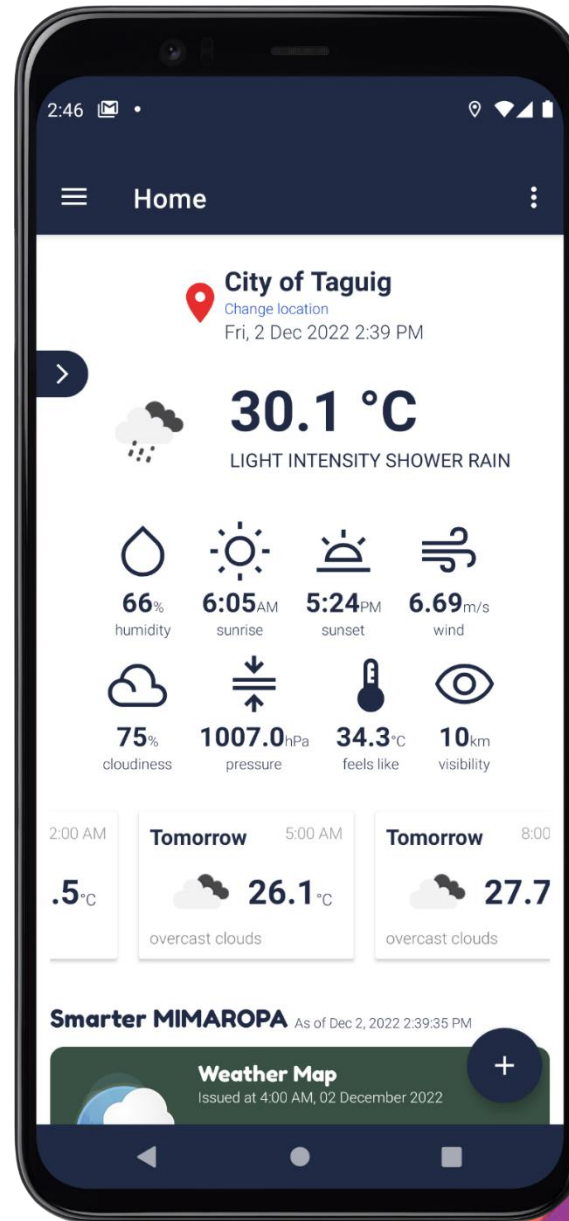 2:46
Home
City of Taguig
Change location
Fri, 2 Dec 2022 2:39 PM
30.1 °C
LIGHT INTENSITY SHOWER RAIN
66% 6:05AM 5:24PM 6.69m/s
humidity sunrise sunset wind
75% 1007.0hPa 34.3°C 10km
cloudiness pressure feels like visibility
2:00 AM Tomorrow 5:00 AM Tomorrow 8:00
.5°C 26.1°C 27.7
overcast clouds overcast clouds
Smarter MIMAROPA As of Dec 2, 2022 2:39:35 PM
Weather Map
Issued at 4:00 AM, 02 December 2022